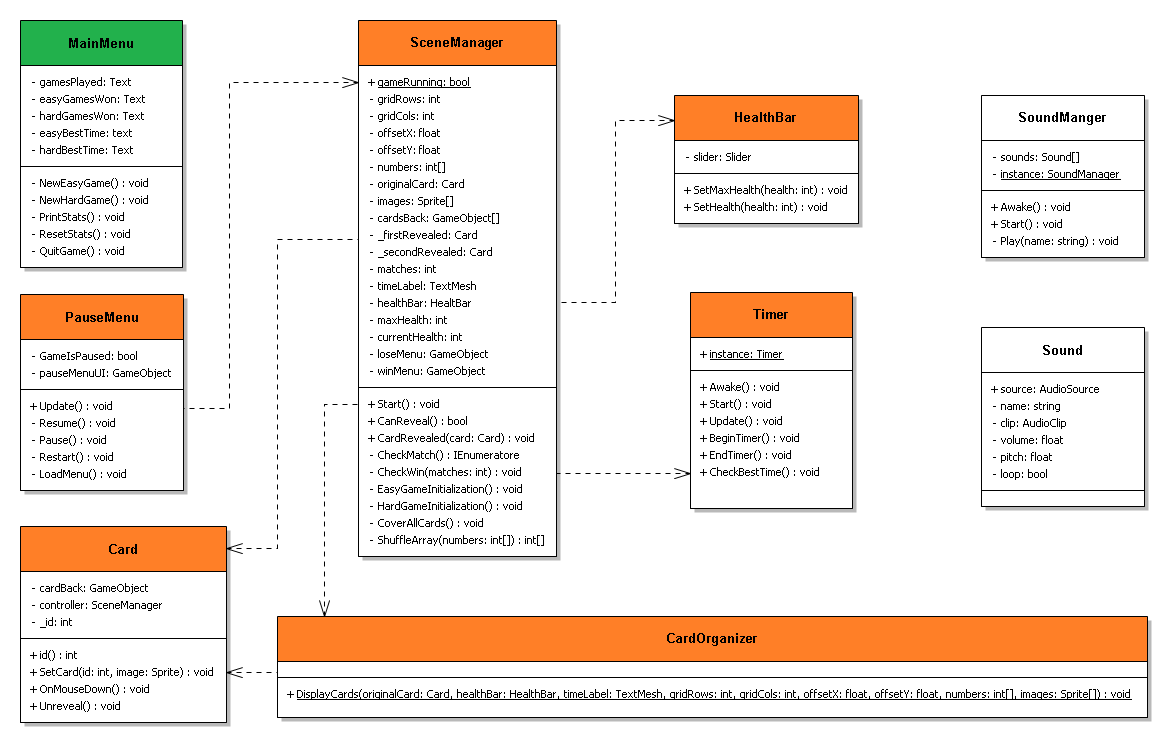 MainMenu
- gamesPlayed: Text
- easyGamesWon: Text
- hardGamesWon: Text
- easyBestTime: text
- hardBestTime: Text
- NewEasyGame() : void
- NewHardGame() : void
- PrintStats() : void
- ResetStats() : void
- QuitGame() : void
PauseMenu
- GameIsPaused: bool
- pauseMenuUI: GameObject
+ Update() : void
- Resume() : void
- Pause() : void
- Restart() : void
- LoadMenu() : void
Card
- cardBack: GameObject
- controller: SceneManager
- _id: int
+ id() : int
+ SetCard(id: int, image: Sprite) : void
+ OnMouseDown() : void
+ Unreveal() : void
SceneManager
+ gameRunning: bool
- gridRows: int
- gridCols: int
- offsetX: float
- offsetY: float
- numbers: int[]
- originalCard: Card
- images: Sprite[]
- cardsBack: GameObject[]
- _firstRevealed: Card
- _secondRevealed: Card
- matches: int
- timeLabel: TextMesh
- healthBar: HealtBar
- maxHealth: int
- currentHealth: int
- loseMenu: GameObject
- winMenu: GameObject
+ Start() : void
+ CanReveal() : bool
+ CardRevealed(card: Card) : void
- CheckMatch() : IEnumeratore
- CheckWin(matches: int) : void
- EasyGameInitialization() : void
- HardGameInitialization() : void
- CoverAllCards() : void
- ShuffleArray(numbers: int[]) : int[]
HealthBar
- slider: Slider
+ SetMaxHealth(health: int) : void
+ SetHealth(health: int) : void
Timer
+ instance: Timer
+ Awake() : void
+ Start() : void
+ Update() : void
+ BeginTimer() : void
+ EndTimer() : void
+ CheckBestTime() : void
SoundManger
- sounds: Sound[]
- instance: SoundManager
+ Awake() : void
+ Start() : void
- Play(name: string) : void
Sound
+ source: AudioSource
- name: string
- clip: AudioClip
- volume: float
- pitch: float
- loop: bool
CardOrganizer
+ DisplayCards(originalCard: Card, healthBar: HealthBar, timeLabel: TextMesh, gridRows: int, gridCols: int, offsetX: float, offsetY: float, numbers: int[], images: Sprite[]) : void